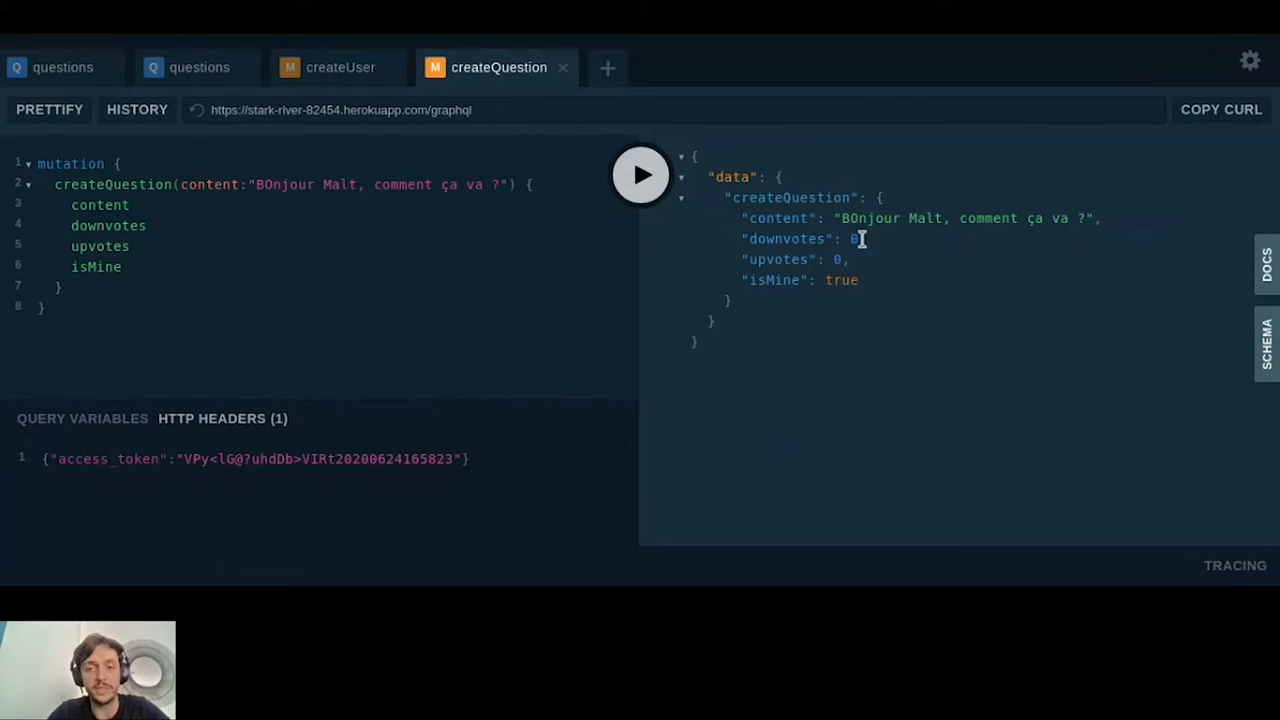 Q questions Q questions M createUser M createQuestion × +
PRETTIFY HISTORY https://stark-river-82454.herokuapp.com/graphql COPY CURL
1 mutation {
2 createQuestion(content:"BOnjour Malt, comment ça va ?") {
3 content
4 downvotes
5 upvotes
6 isMine
7 }
8 }
{
"data": {
"createQuestion": {
"content": "BOnjour Malt, comment ça va ?",
"downvotes": 0
"upvotes": 0,
"isMine": true
}
}
}
DOCS
SCHEMA
QUERY VARIABLES HTTP HEADERS (1)
1 {"access_token":"VPy<lG@?uhdDb>VIRt20200624165823"}
TRACING